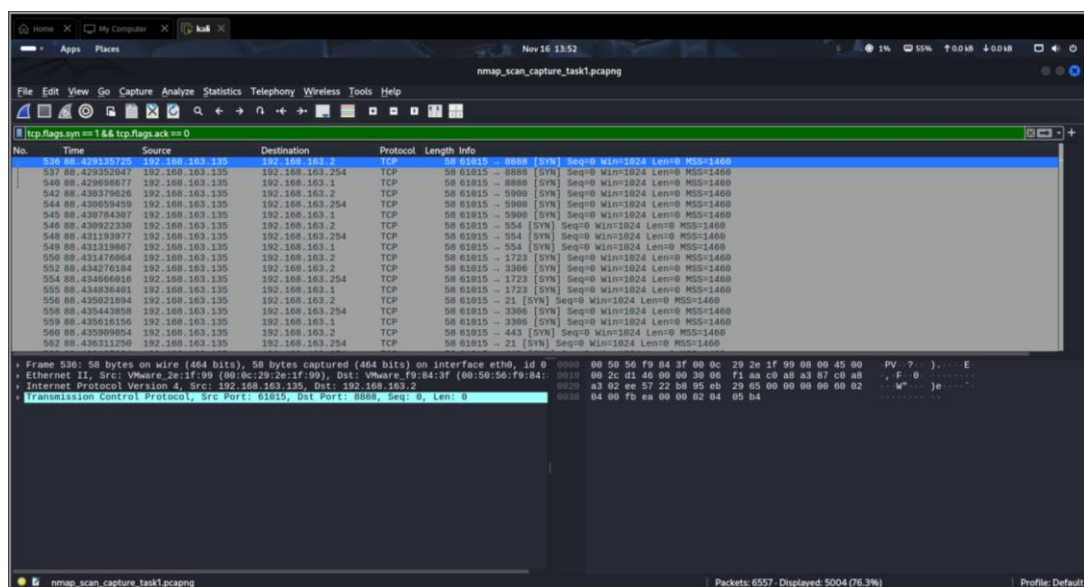 Home My Computer kali
Apps Places Nov 16 13:52 1% 55% 0.0 kB 0.0 kB
nmap_scan_capture_task1.pcapng
File Edit View Go Capture Analyze Statistics Telephony Wireless Tools Help
tcp.flags.syn == 1 && tcp.flags.ack == 0
No. Time Source Destination Protocol Length Info
536 88.429135725 192.168.163.135 192.168.163.2 TCP 58 61015 → 8888 [SYN] Seq=0 Win=1024 Len=0 MSS=1460
537 88.429352047 192.168.163.135 192.168.163.254 TCP 58 61015 → 8888 [SYN] Seq=0 Win=1024 Len=0 MSS=1460
540 88.429698677 192.168.163.135 192.168.163.1 TCP 58 61015 → 8888 [SYN] Seq=0 Win=1024 Len=0 MSS=1460
542 88.430379626 192.168.163.135 192.168.163.2 TCP 58 61015 → 5900 [SYN] Seq=0 Win=1024 Len=0 MSS=1460
544 88.430659459 192.168.163.135 192.168.163.254 TCP 58 61015 → 5900 [SYN] Seq=0 Win=1024 Len=0 MSS=1460
545 88.430784307 192.168.163.135 192.168.163.1 TCP 58 61015 → 5900 [SYN] Seq=0 Win=1024 Len=0 MSS=1460
546 88.430922330 192.168.163.135 192.168.163.2 TCP 58 61015 → 554 [SYN] Seq=0 Win=1024 Len=0 MSS=1460
548 88.431193977 192.168.163.135 192.168.163.254 TCP 58 61015 → 554 [SYN] Seq=0 Win=1024 Len=0 MSS=1460
549 88.431319867 192.168.163.135 192.168.163.1 TCP 58 61015 → 554 [SYN] Seq=0 Win=1024 Len=0 MSS=1460
550 88.431476064 192.168.163.135 192.168.163.2 TCP 58 61015 → 1723 [SYN] Seq=0 Win=1024 Len=0 MSS=1460
552 88.434276184 192.168.163.135 192.168.163.2 TCP 58 61015 → 3306 [SYN] Seq=0 Win=1024 Len=0 MSS=1460
554 88.434666016 192.168.163.135 192.168.163.254 TCP 58 61015 → 1723 [SYN] Seq=0 Win=1024 Len=0 MSS=1460
555 88.434836401 192.168.163.135 192.168.163.1 TCP 58 61015 → 1723 [SYN] Seq=0 Win=1024 Len=0 MSS=1460
556 88.435021894 192.168.163.135 192.168.163.2 TCP 58 61015 → 21 [SYN] Seq=0 Win=1024 Len=0 MSS=1460
558 88.435443858 192.168.163.135 192.168.163.254 TCP 58 61015 → 3306 [SYN] Seq=0 Win=1024 Len=0 MSS=1460
559 88.435616156 192.168.163.135 192.168.163.1 TCP 58 61015 → 3306 [SYN] Seq=0 Win=1024 Len=0 MSS=1460
560 88.435909054 192.168.163.135 192.168.163.2 TCP 58 61015 → 443 [SYN] Seq=0 Win=1024 Len=0 MSS=1460
562 88.436311250 192.168.163.135 192.168.163.254 TCP 58 61015 → 21 [SYN] Seq=0 Win=1024 Len=0 MSS=1460
Frame 536: 58 bytes on wire (464 bits), 58 bytes captured (464 bits) on interface eth0, id 0
Ethernet II, Src: VMware_2e:1f:99 (00:0c:29:2e:1f:99), Dst: VMware_f9:84:3f (00:50:56:f9:84:
Internet Protocol Version 4, Src: 192.168.163.135, Dst: 192.168.163.2
Transmission Control Protocol, Src Port: 61015, Dst Port: 8888, Seq: 0, Len: 0
0000 00 50 56 f9 84 3f 00 0c 29 2e 1f 99 08 00 45 00 ·PV··?·· ).····E·
0010 00 2c d1 46 00 00 30 06 f1 aa c0 a8 a3 87 c0 a8 ·,·F··0· ········
0020 a3 02 ee 57 22 b8 95 eb 29 65 00 00 00 00 60 02 ···W"··· )e····`·
0030 04 00 fb ea 00 00 02 04 05 b4 ········ ··
nmap_scan_capture_task1.pcapng Packets: 6557 · Displayed: 5004 (76.3%) Profile: Default